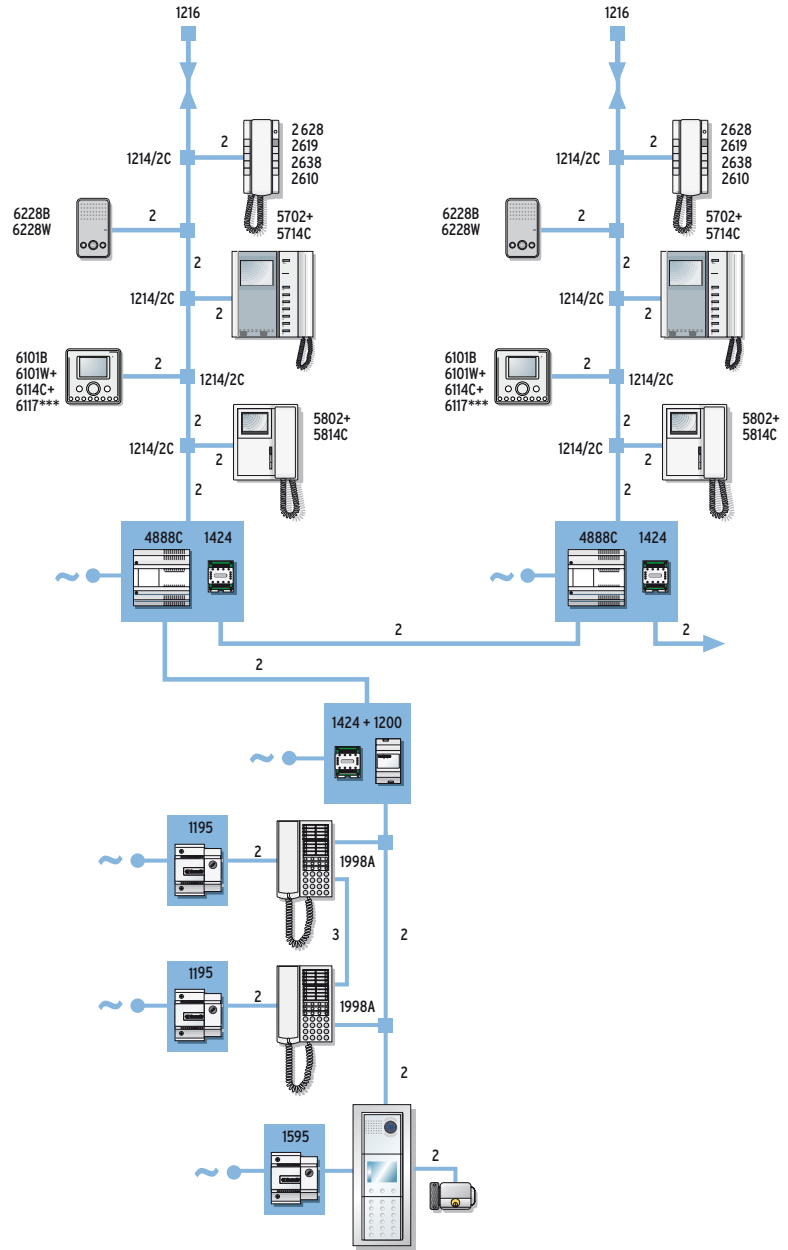 1216
1216
2
2628
2619
2638
2610
1214/2C
2
2628
2619
2638
2610
1214/2C
6228B
6228W
2
5702+
5714C
6228B
6228W
2
5702+
5714C
2
2
1214/2C
2
1214/2C
2
6101B
6101W+
6114C+
6117***
2
1214/2C
6101B
6101W+
6114C+
6117***
2
1214/2C
2
5802+
5814C
2
5802+
5814C
1214/2C
2
1214/2C
2
2
2
4888C
1424
4888C
1424
2
2
2
1424 + 1200
1195
2
1998A
3
2
1195
2
1998A
2
1595
2